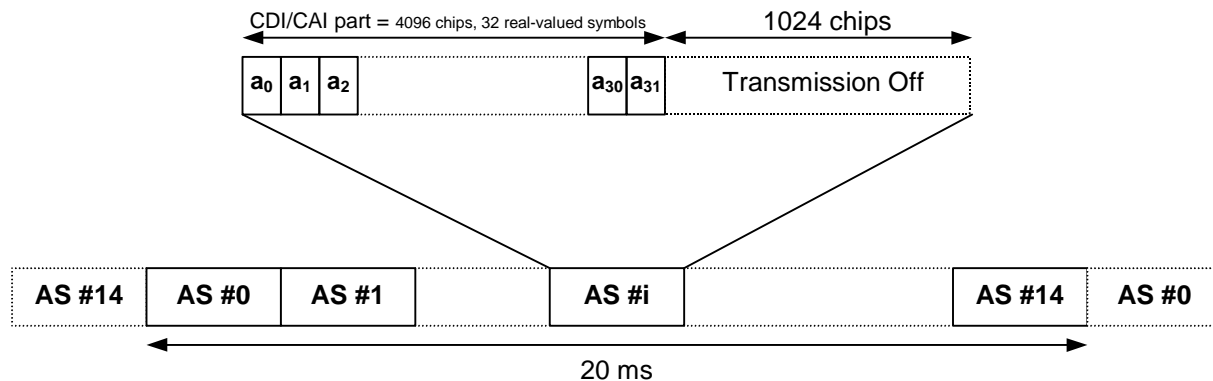 CDI/CAI part = 4096 chips, 32 real-valued symbols
1024 chips
a0 a1 a2 a30 a31 Transmission Off
AS #14 AS #0 AS #1 AS #i AS #14 AS #0
20 ms